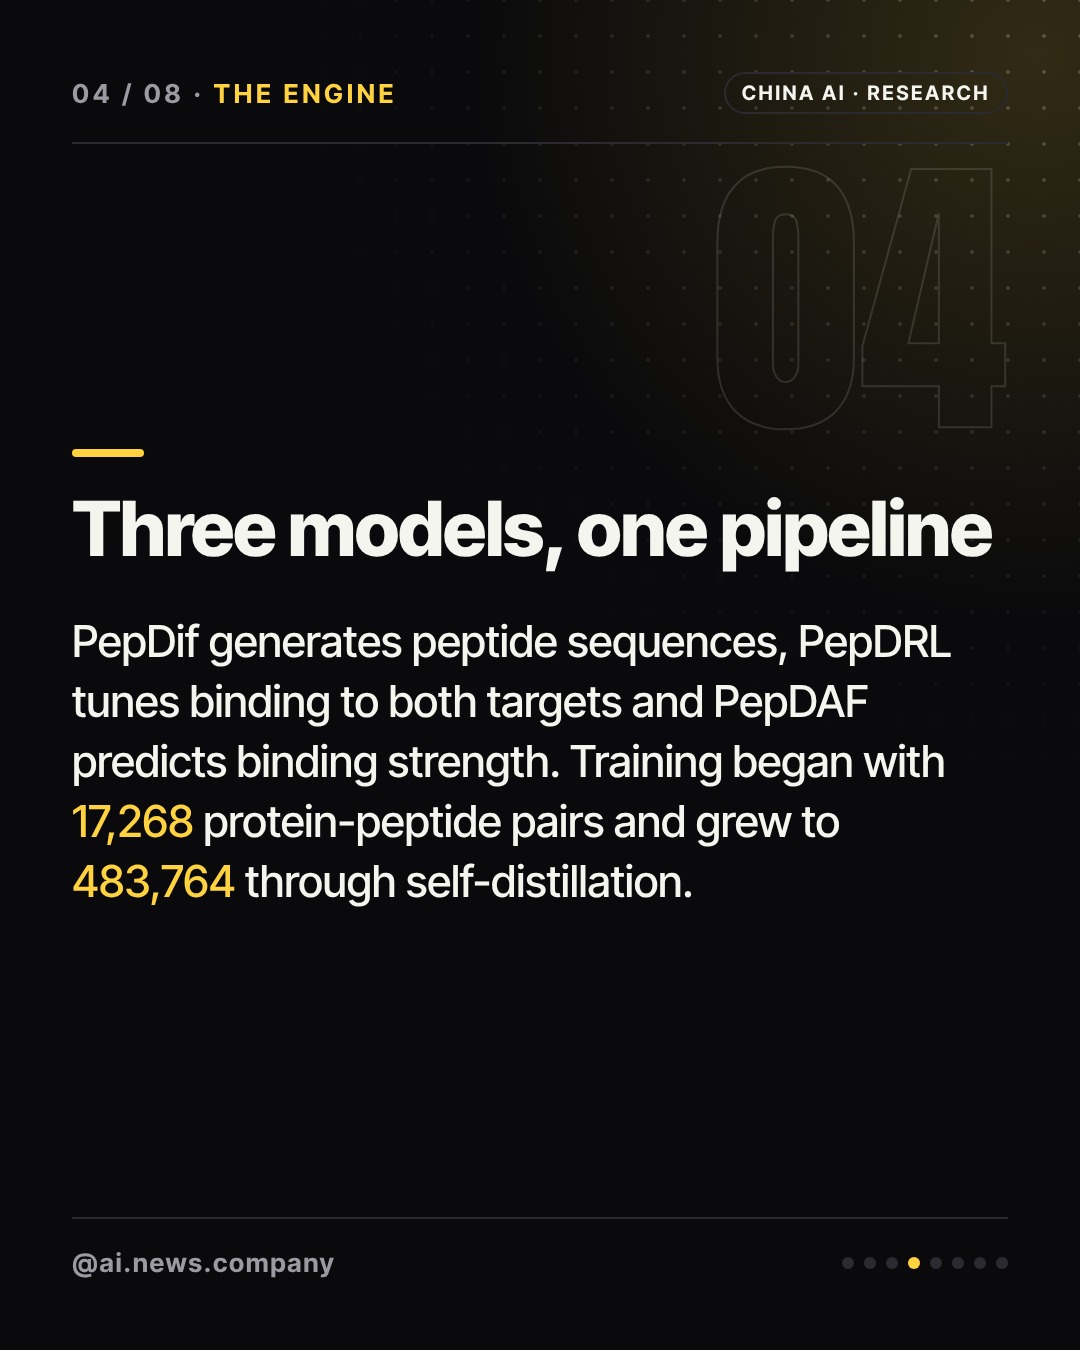 04 / 08 · THE ENGINE
CHINA AI · RESEARCH
04
Three models, one pipeline
PepDif generates peptide sequences, PepDRL
tunes binding to both targets and PepDAF
predicts binding strength. Training began with
17,268 protein-peptide pairs and grew to
483,764 through self-distillation.
@ai.news.company